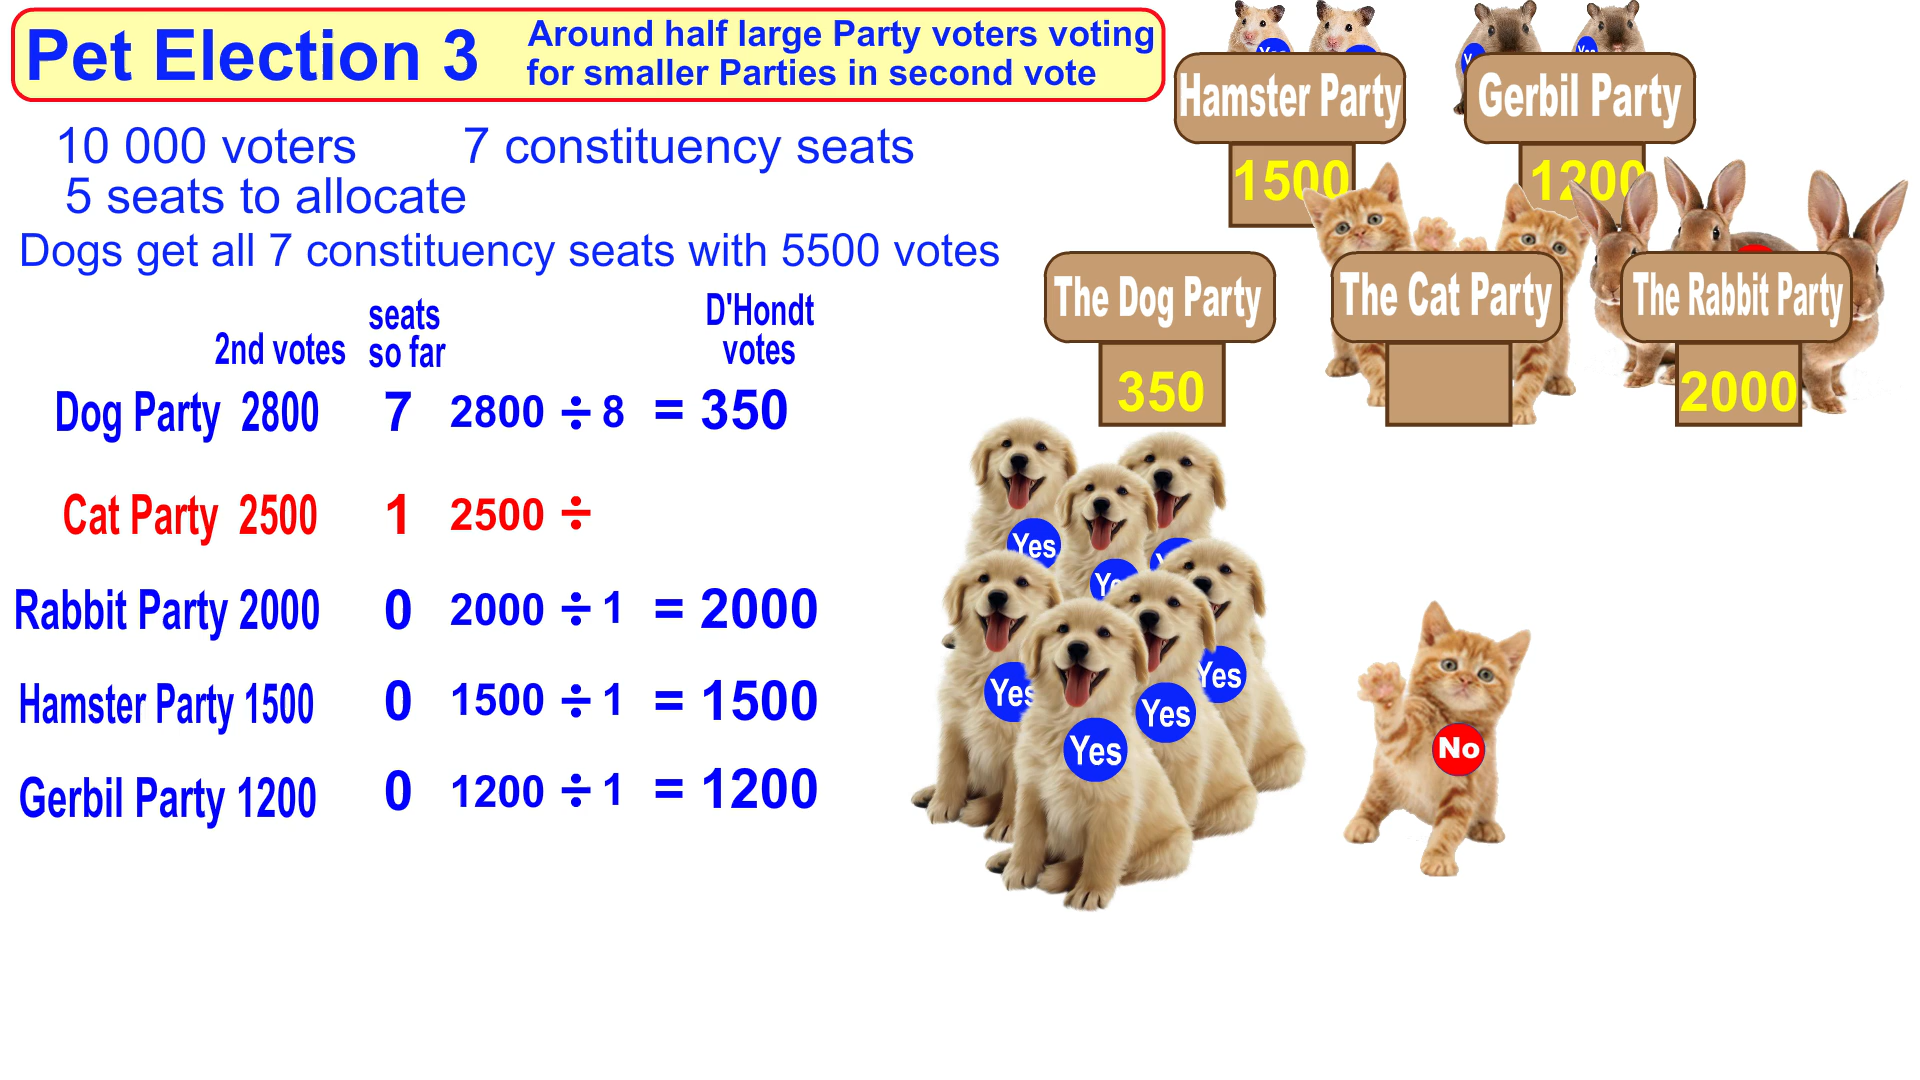 Pet Election 3
Around half large Party voters voting
for smaller Parties in second vote
10 000 voters 7 constituency seats
5 seats to allocate
Dogs get all 7 constituency seats with 5500 votes
2nd votes
seats
so far
D'Hondt
votes
Dog Party 2800 7 2800 ÷ 8 = 350
Cat Party 2500 1 2500 ÷
Rabbit Party 2000 0 2000 ÷ 1 = 2000
Hamster Party 1500 0 1500 ÷ 1 = 1500
Gerbil Party 1200 0 1200 ÷ 1 = 1200
Yes
Hamster Party
1500
Yes
Gerbil Party
1200
The Dog Party
350
The Cat Party
The Rabbit Party
2000
Yes
Yes
Yes
Yes
Yes
Yes
No